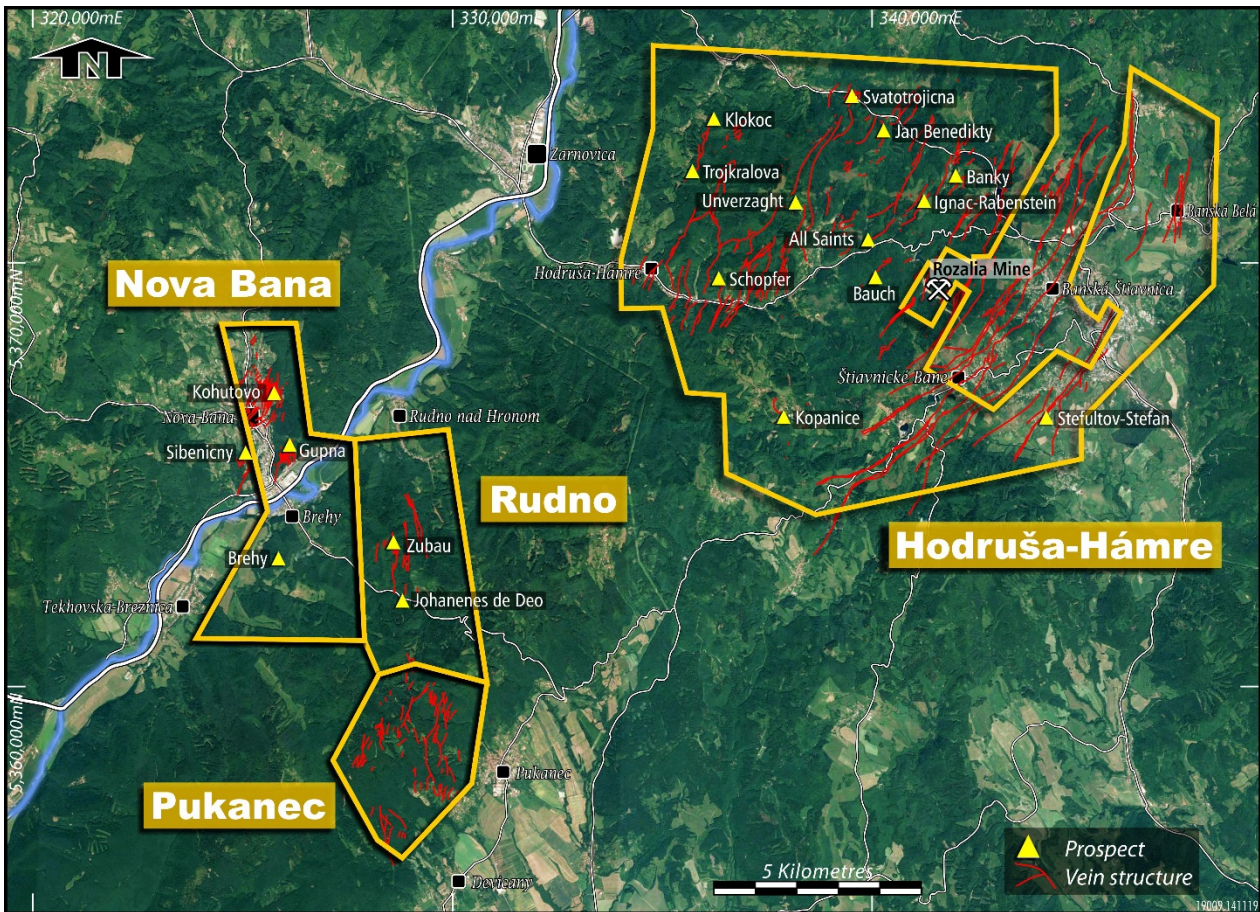 320,000mE
330,000mE
340,000mE
N
Svatotrojicna
Klokoc
Jan Benedikty
Zarnovica
Trojkralova
Banky
Unverzaght
Ignac-Rabenstein
Banská Belá
All Saints
Hodruša-Hámre
Rozalia Mine
Nova Bana
Schopfer
Bauch
Banská Štiavnica
5,370,000mN
Štiavnické Bane
Kohutovo
Nova Bana
Rudno nad Hronom
Kopanice
Stefultov-Stefan
Sibenicny
Gupna
Rudno
Brehy
Hodruša-Hámre
Zubau
Brehy
Johanenes de Deo
Tekhovska Breznica
5,360,000mN
Pukanec
Pukanec
Prospect
5 Kilometres
Vein structure
Devicany
19009_141119